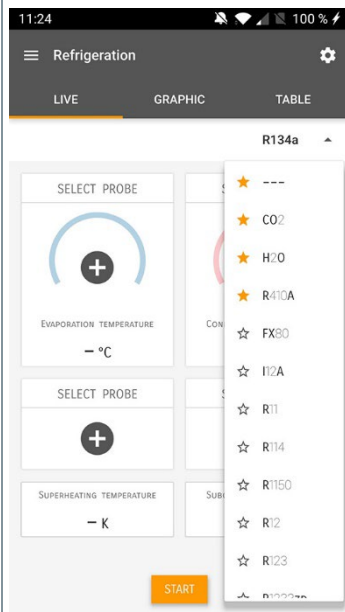 11:24 100 %
Refrigeration
LIVE GRAPHIC TABLE
R134a
SELECT PROBE
EVAPORATION TEMPERATURE
– °C
SELECT PROBE
SUPERHEATING TEMPERATURE
– K
START
---
CO2
H2O
R410A
FX80
I12A
R11
R114
R1150
R12
R123